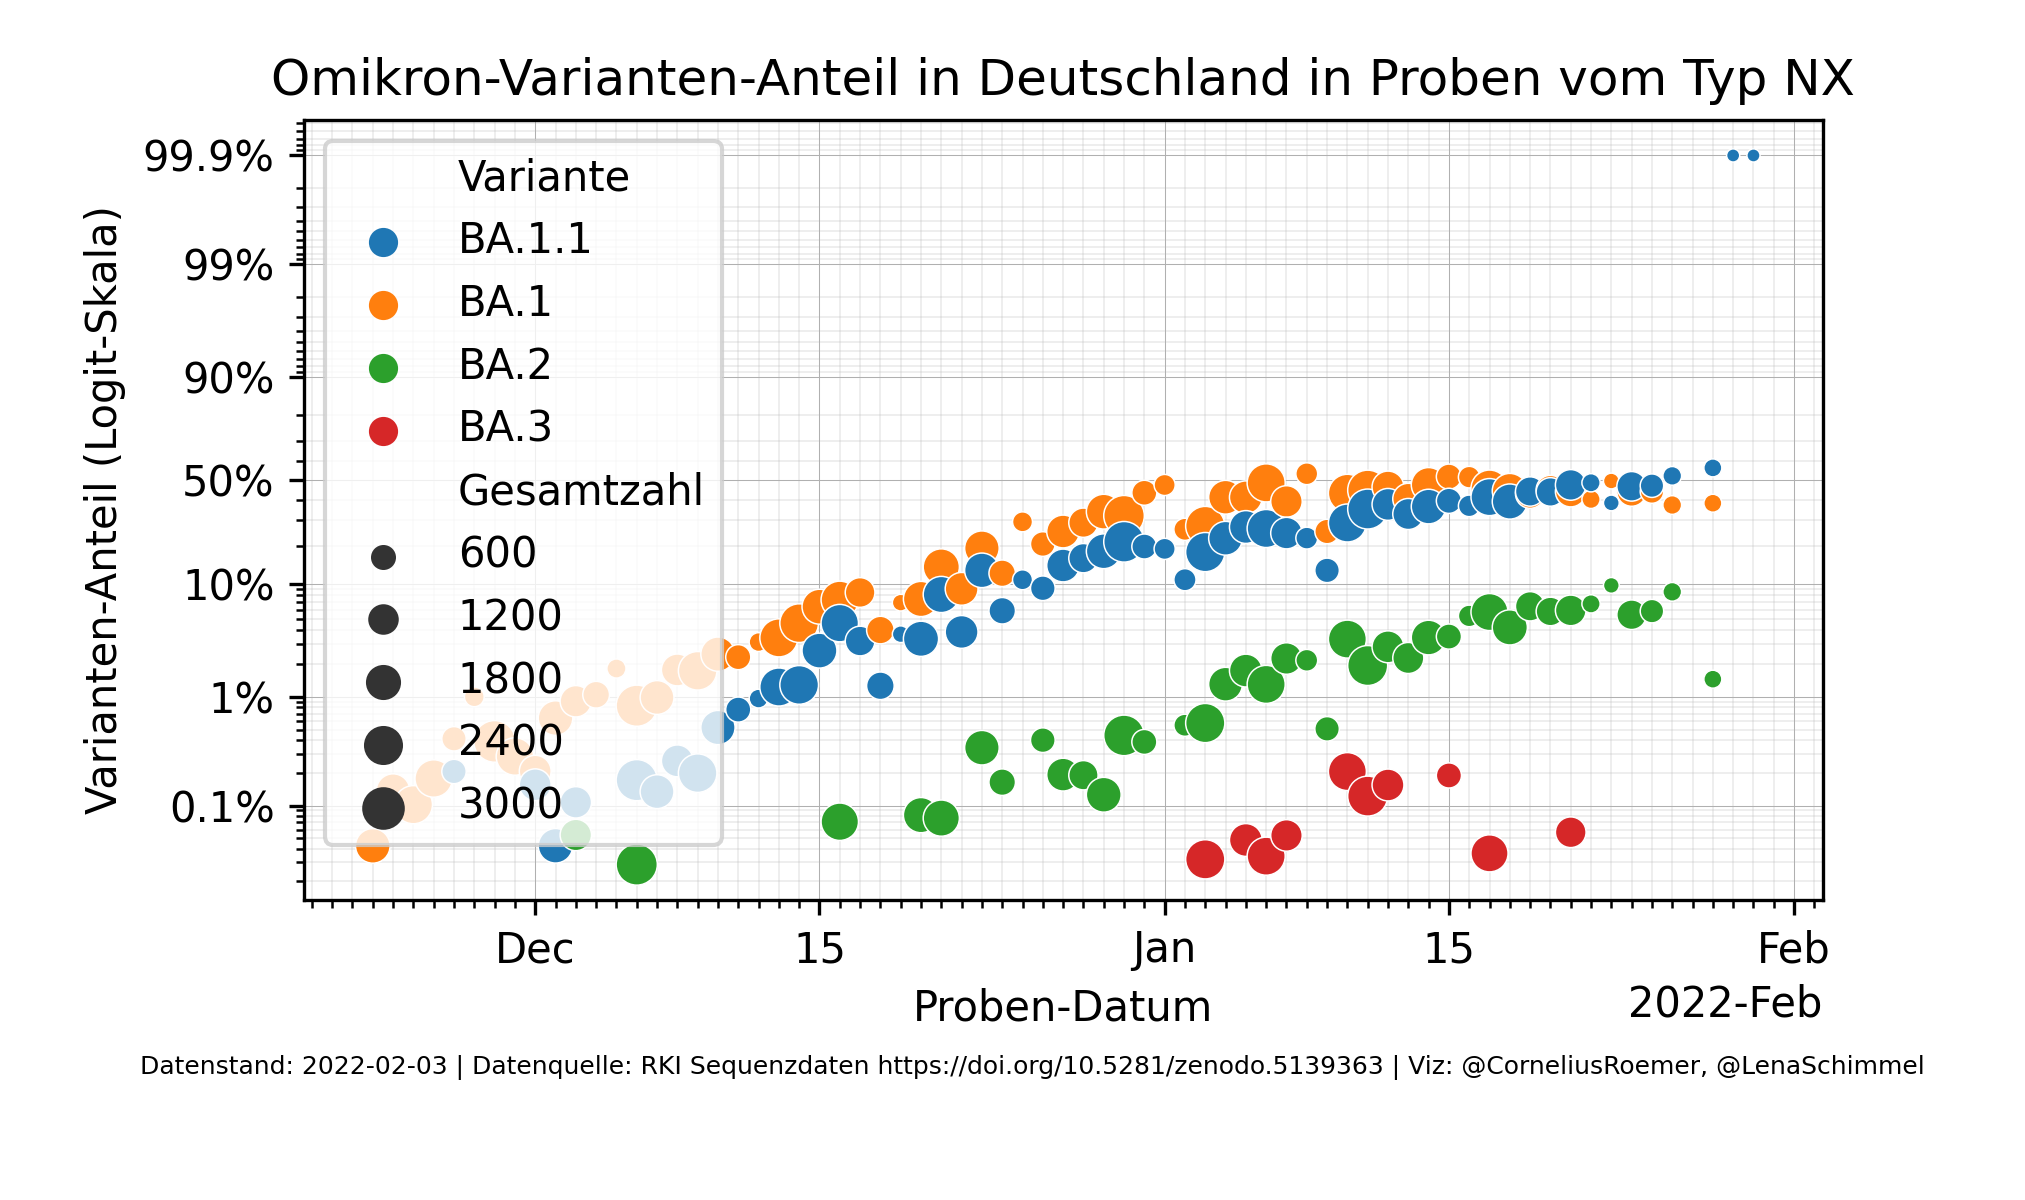 Omikron-Varianten-Anteil in Deutschland in Proben vom Typ NX
Varianten-Anteil (Logit-Skala)
99.9%
99%
90%
50%
10%
1%
0.1%
Variante
BA.1.1
BA.1
BA.2
BA.3
Gesamtzahl
600
1200
1800
2400
3000
Dec 15 Jan 15 Feb
2022-Feb
Proben-Datum
Datenstand: 2022-02-03 | Datenquelle: RKI Sequenzdaten https://doi.org/10.5281/zenodo.5139363 | Viz: @CorneliusRoemer, @LenaSchimmel